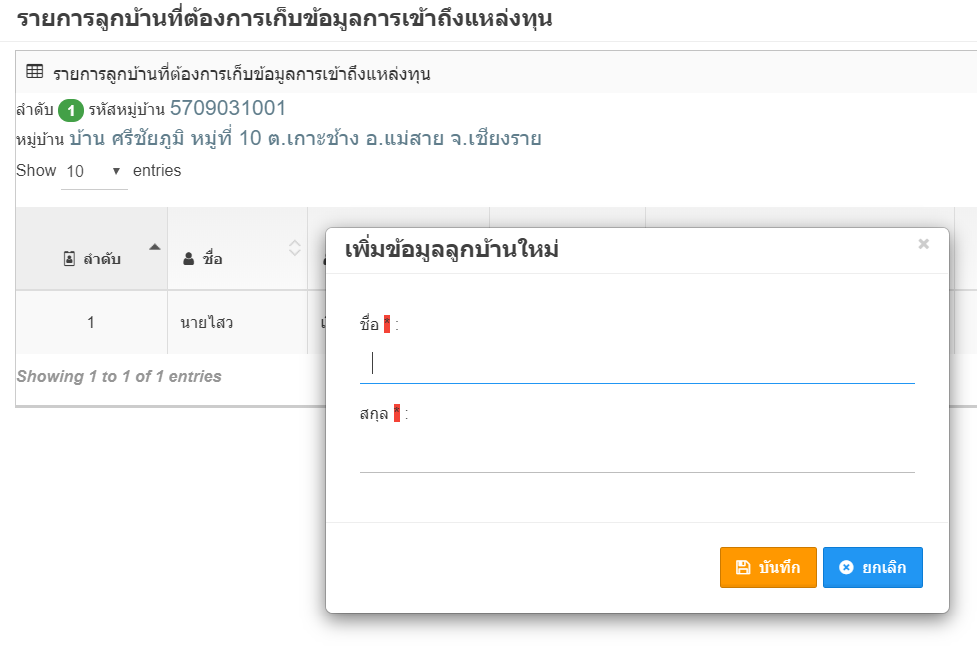 รายการลูกบ้านที่ต้องการเก็บข้อมูลการเข้าถึงแหล่งทุน
รายการลูกบ้านที่ต้องการเก็บข้อมูลการเข้าถึงแหล่งทุน
ลำดับ 1 รหัสหมู่บ้าน 5709031001
หมู่บ้าน บ้าน ศรีชัยภูมิ หมู่ที่ 10 ต.เกาะช้าง อ.แม่สาย จ.เชียงราย
Show 10 entries
ลำดับ ชื่อ
1 นายไสว
Showing 1 to 1 of 1 entries
เพิ่มข้อมูลลูกบ้านใหม่ ×
ชื่อ * :
สกุล * :
บันทึก ยกเลิก